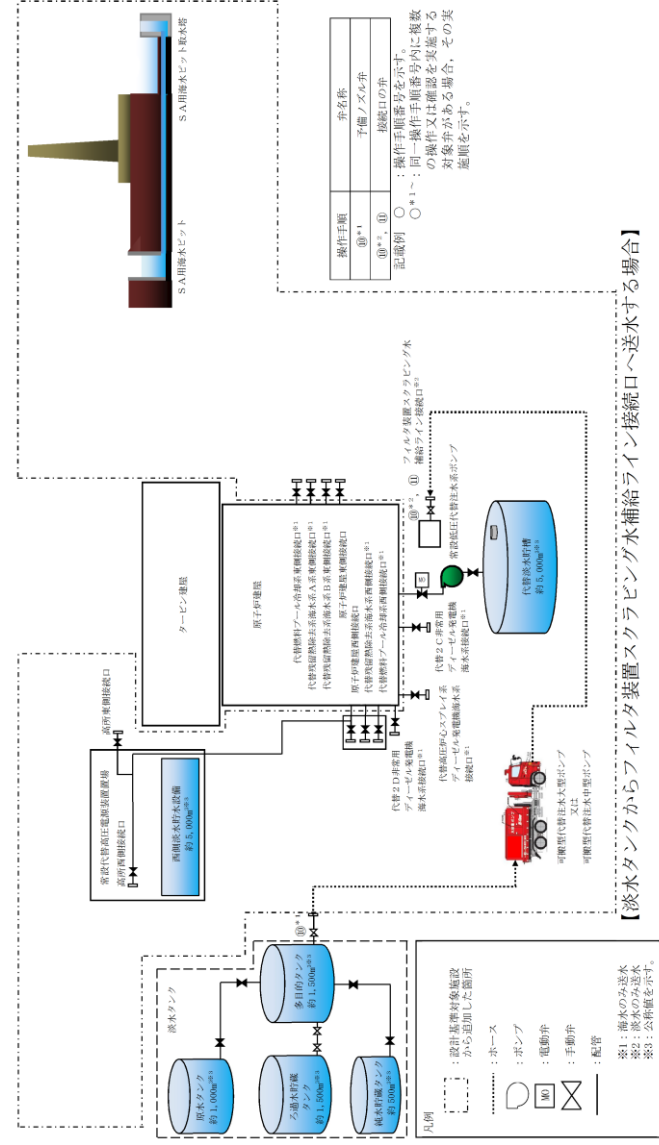 ＳＡ用海水ピット取水塔
ＳＡ用海水ピット
操作手順
弁名称
⑩*¹
予備ノズル弁
⑩*²，⑪
接続口の弁
記載例　○　：操作手順番号を示す。
○*¹～：同一操作手順番号内に複数
の操作又は確認を実施する
対象弁がある場合，その実
施順を示す。
タービン建屋
原子炉建屋
高所東側接続口
常設代替高圧電源装置置場
高所西側接続口
西側淡水貯水設備
約5,000m³※3
代替燃料プール冷却系東側接続口※1
代替残留熱除去系海水系Ａ系東側接続口※1
代替残留熱除去系海水系Ｂ系東側接続口※1
原子炉建屋東側接続口
原子炉建屋西側接続口
代替残留熱除去系海水系西側接続口※1
代替燃料プール冷却系西側接続口※1
⑩*²，⑪
フィルタ装置スクラビング水
補給ライン接続口※2
MO
常設低圧代替注水系ポンプ
代替淡水貯槽
約5,000m³※3
代替２Ｃ非常用
ディーゼル発電機
海水系接続口※1
代替高圧炉心スプレイ系
ディーゼル発電機海水系
接続口※1
代替２Ｄ非常用
ディーゼル発電機
海水系接続口※1
淡水タンク
原水タンク
約1,000m³※3
ろ過水貯蔵
タンク
約1,500m³※3
純水貯蔵タンク
約500m³※3
多目的タンク
約1,500m³※3
⑩*¹
可搬型代替注水大型ポンプ
又は
可搬型代替注水中型ポンプ
凡例
：設計基準対象施設
から追加した箇所
：ホース
：ポンプ
MO
：電動弁
：手動弁
：配管
※1：海水のみ送水
※2：淡水のみ送水
※3：公称値を示す。
【淡水タンクからフィルタ装置スクラビング水補給ライン接続口へ送水する場合】